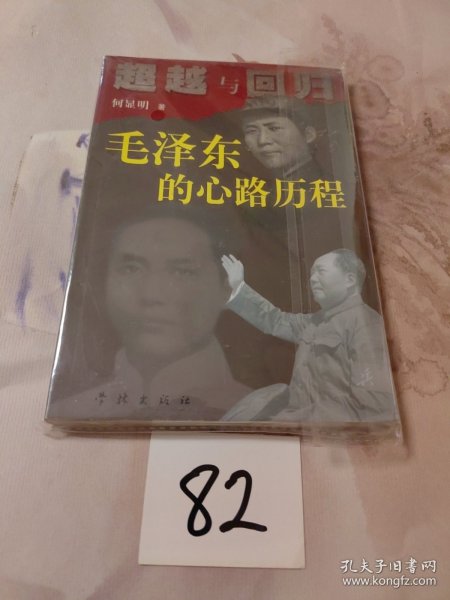 超越与回归
何显明 著
毛泽东
的心路历程
学林出版社
82
孔夫子旧书网
www.kongfz.com